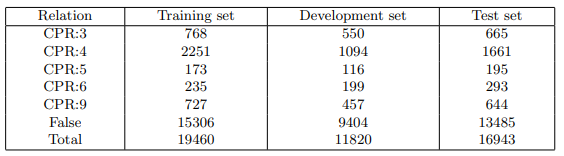 Relation Training set Development set Test set
CPR:3 768 550 665
CPR:4 2251 1094 1661
CPR:5 173 116 195
CPR:6 235 199 293
CPR:9 727 457 644
False 15306 9404 13485
Total 19460 11820 16943